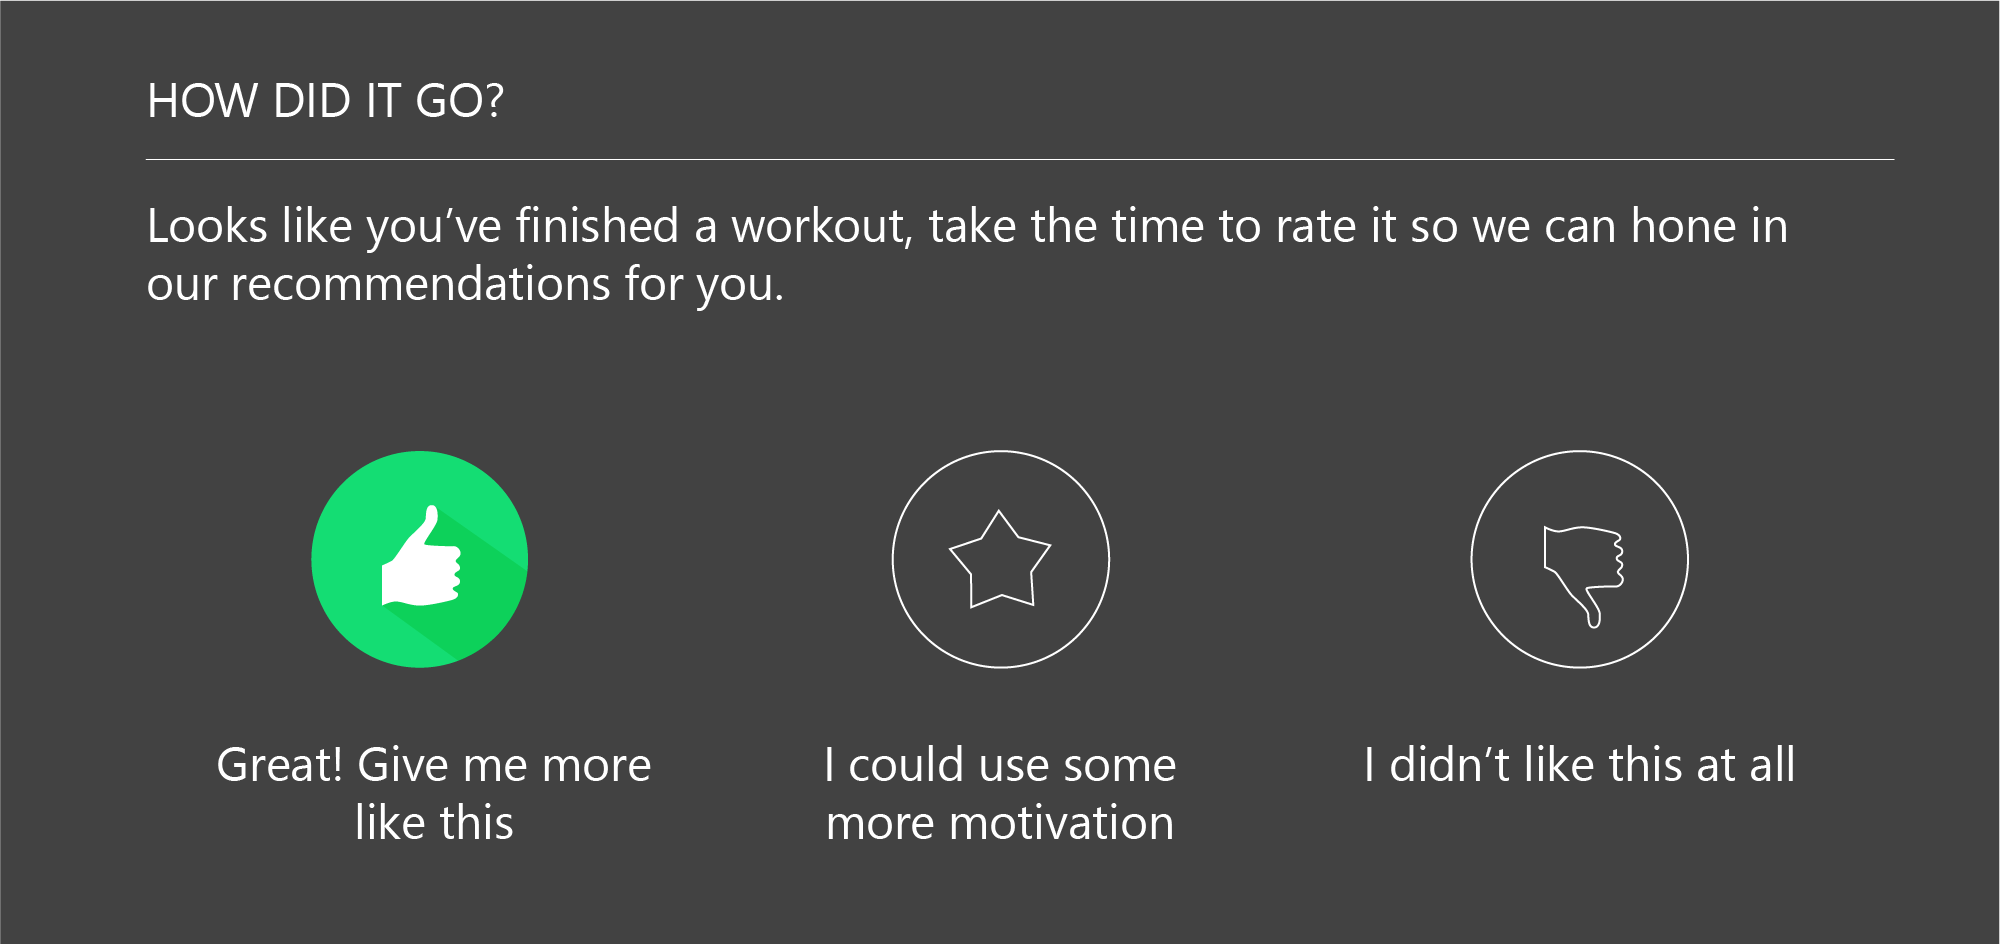 HOW DID IT GO?
Looks like you’ve finished a workout, take the time to rate it so we can hone in
our recommendations for you.
Great! Give me more
like this
I could use some
more motivation
I didn’t like this at all